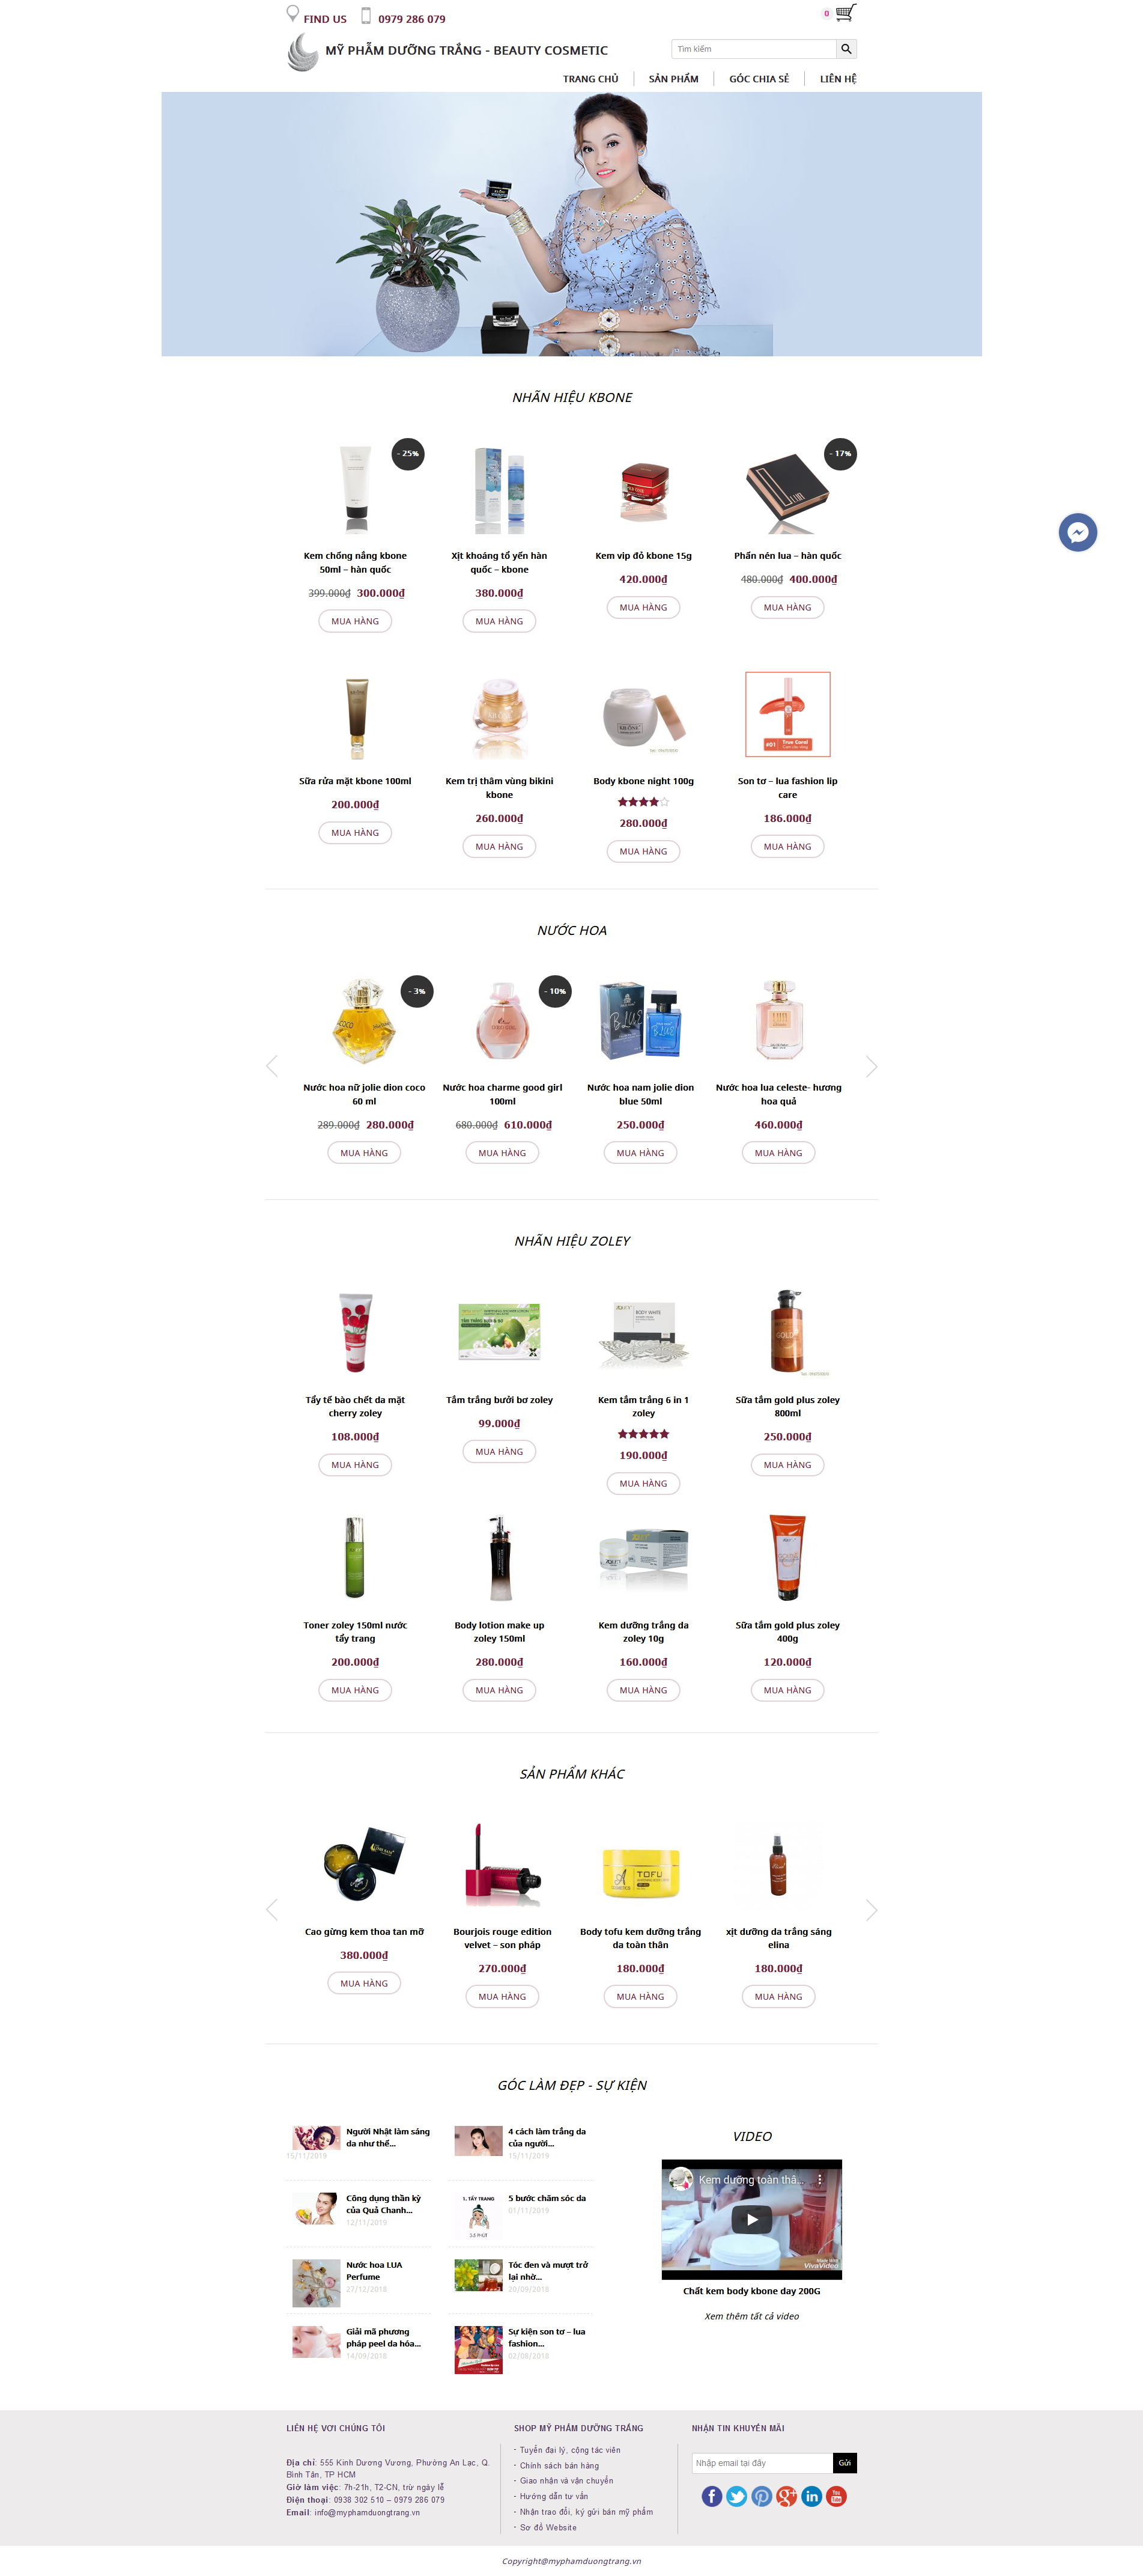 FIND US 0979 286 079 0
MỸ PHẨM DƯỠNG TRẮNG - BEAUTY COSMETIC
Tìm kiếm
TRANG CHỦ SẢN PHẨM GÓC CHIA SẺ LIÊN HỆ
NHÃN HIỆU KBONE
- 25%
- 17%
Kem chống nắng kbone
50ml – hàn quốc
399.000₫ 300.000₫
MUA HÀNG
Xịt khoáng tổ yến hàn
quốc – kbone
380.000₫
MUA HÀNG
Kem vip đỏ kbone 15g
420.000₫
MUA HÀNG
Phấn nén lua – hàn quốc
480.000₫ 400.000₫
MUA HÀNG
Sữa rửa mặt kbone 100ml
200.000₫
MUA HÀNG
Kem trị thâm vùng bikini
kbone
260.000₫
MUA HÀNG
Body kbone night 100g
280.000₫
MUA HÀNG
#01 True Coral
Son tơ – lua fashion lip
care
186.000₫
MUA HÀNG
NƯỚC HOA
- 3%
- 10%
Nước hoa nữ jolie dion coco
60 ml
289.000₫ 280.000₫
MUA HÀNG
Nước hoa charme good girl
100ml
680.000₫ 610.000₫
MUA HÀNG
Nước hoa nam jolie dion
blue 50ml
250.000₫
MUA HÀNG
Nước hoa lua celeste- hương
hoa quả
460.000₫
MUA HÀNG
NHÃN HIỆU ZOLEY
Tẩy tế bào chết da mặt
cherry zoley
108.000₫
MUA HÀNG
TẮM TRẮNG BƯỞI & BƠ
Tắm trắng bưởi bơ zoley
99.000₫
MUA HÀNG
BODY WHITE
Kem tắm trắng 6 in 1
zoley
190.000₫
MUA HÀNG
GOLD
Sữa tắm gold plus zoley
800ml
250.000₫
MUA HÀNG
Toner zoley 150ml nước
tẩy trang
200.000₫
MUA HÀNG
Body lotion make up
zoley 150ml
280.000₫
MUA HÀNG
Kem dưỡng trắng da
zoley 10g
160.000₫
MUA HÀNG
Sữa tắm gold plus zoley
400g
120.000₫
MUA HÀNG
SẢN PHẨM KHÁC
Cao gừng kem thoa tan mỡ
380.000₫
MUA HÀNG
Bourjois rouge edition
velvet – son pháp
270.000₫
MUA HÀNG
TOFU
Body tofu kem dưỡng trắng
da toàn thân
180.000₫
MUA HÀNG
xịt dưỡng da trắng sáng
elina
180.000₫
MUA HÀNG
GÓC LÀM ĐẸP - SỰ KIỆN
Người Nhật làm sáng
da như thế...
15/11/2019
4 cách làm trắng da
của người...
15/11/2019
Công dụng thần kỳ
của Quả Chanh...
12/11/2019
1. TẨY TRANG
5 bước chăm sóc da
01/11/2019
Nước hoa LUA
Perfume
27/12/2018
Tóc đen và mượt trở
lại nhờ...
20/09/2018
Giải mã phương
pháp peel da hóa...
14/09/2018
Sự kiện son tơ – lua
fashion...
02/08/2018
VIDEO
Kem dưỡng toàn thâ...
VivaVideo
Chất kem body kbone day 200G
Xem thêm tất cả video
LIÊN HỆ VƠI CHÚNG TÔI
Địa chỉ: 555 Kinh Dương Vương, Phường An Lạc, Q.
Bình Tân, TP HCM
Giờ làm việc: 7h-21h, T2-CN, trừ ngày lễ
Điện thoại: 0938 302 510 – 0979 286 079
Email: info@myphamduongtrang.vn
SHOP MỸ PHẨM DƯỠNG TRẮNG
- Tuyển đại lý, cộng tác viên
- Chính sách bán hàng
- Giao nhận và vận chuyển
- Hướng dẫn tư vấn
- Nhận trao đổi, ký gửi bán mỹ phẩm
- Sơ đồ Website
NHẬN TIN KHUYẾN MÃI
Nhập email tại đây Gửi
Copyright@myphamduongtrang.vn